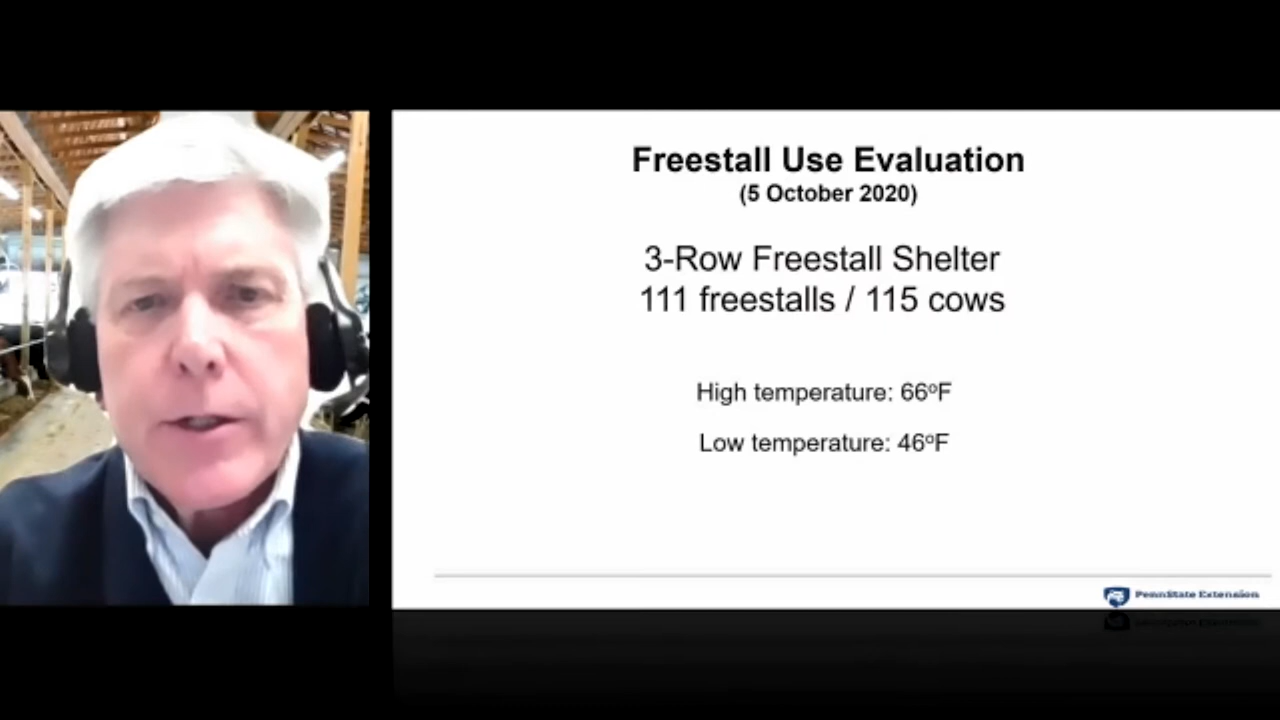 Freestall Use Evaluation
(5 October 2020)
3-Row Freestall Shelter
111 freestalls / 115 cows
High temperature: 66ºF
Low temperature: 46ºF
PennState Extension